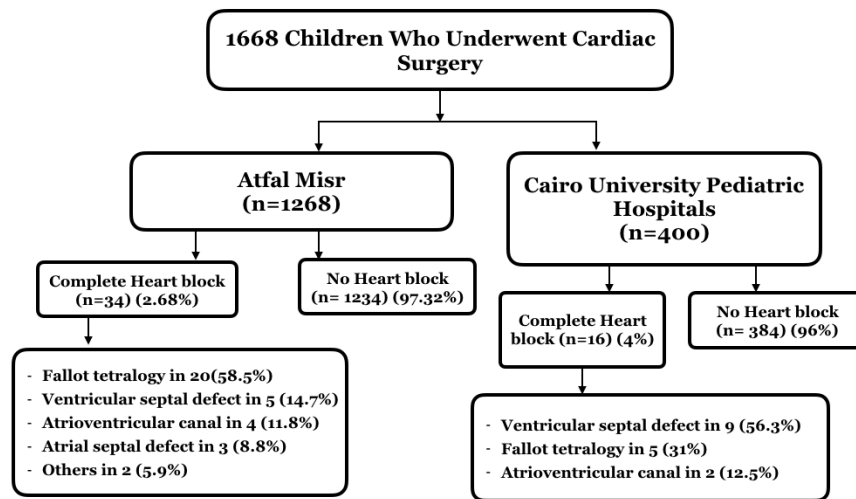 1668 Children Who Underwent Cardiac
Surgery
Atfal Misr
(n=1268)
Cairo University Pediatric
Hospitals
(n=400)
Complete Heart block
(n=34) (2.68%)
No Heart block
(n= 1234) (97.32%)
Complete Heart
block (n=16) (4%)
No Heart block
(n= 384) (96%)
- Fallot tetralogy in 20(58.5%)
- Ventricular septal defect in 5 (14.7%)
- Atrioventricular canal in 4 (11.8%)
- Atrial septal defect in 3 (8.8%)
- Others in 2 (5.9%)
- Ventricular septal defect in 9 (56.3%)
- Fallot tetralogy in 5 (31%)
- Atrioventricular canal in 2 (12.5%)